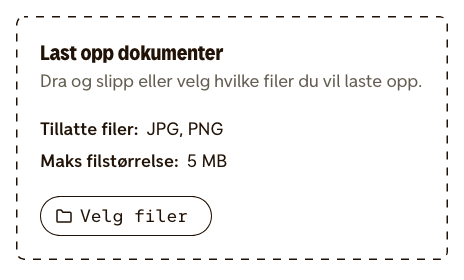 Last opp dokumenter
Dra og slipp eller velg hvilke filer du vil laste opp.
Tillatte filer: JPG, PNG
Maks filstørrelse: 5 MB
Velg filer